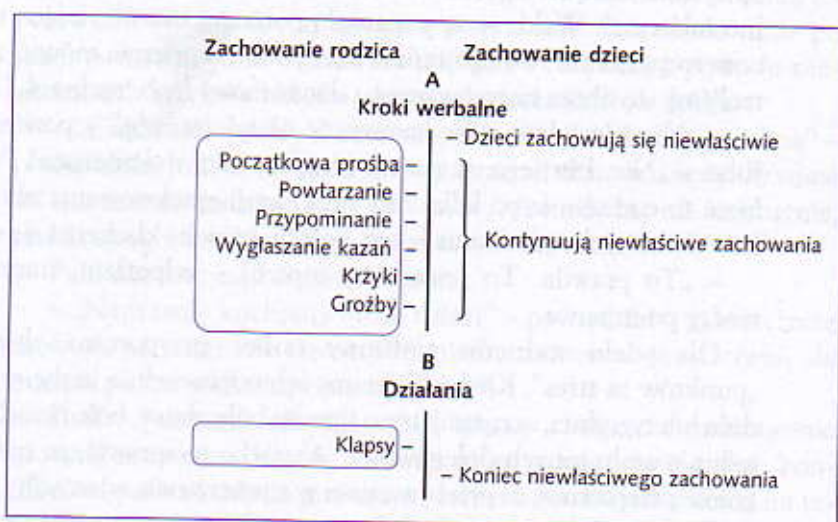 Zachowanie rodzica Zachowanie dzieci
A
Kroki werbalne
– Dzieci zachowują się niewłaściwie
Początkowa prośba –
Powtarzanie –
Przypominanie –
Wygłaszanie kazań –
Kontynuują niewłaściwe zachowania
Krzyki –
Groźby –
B
Działania
Klapsy –
– Koniec niewłaściwego zachowania